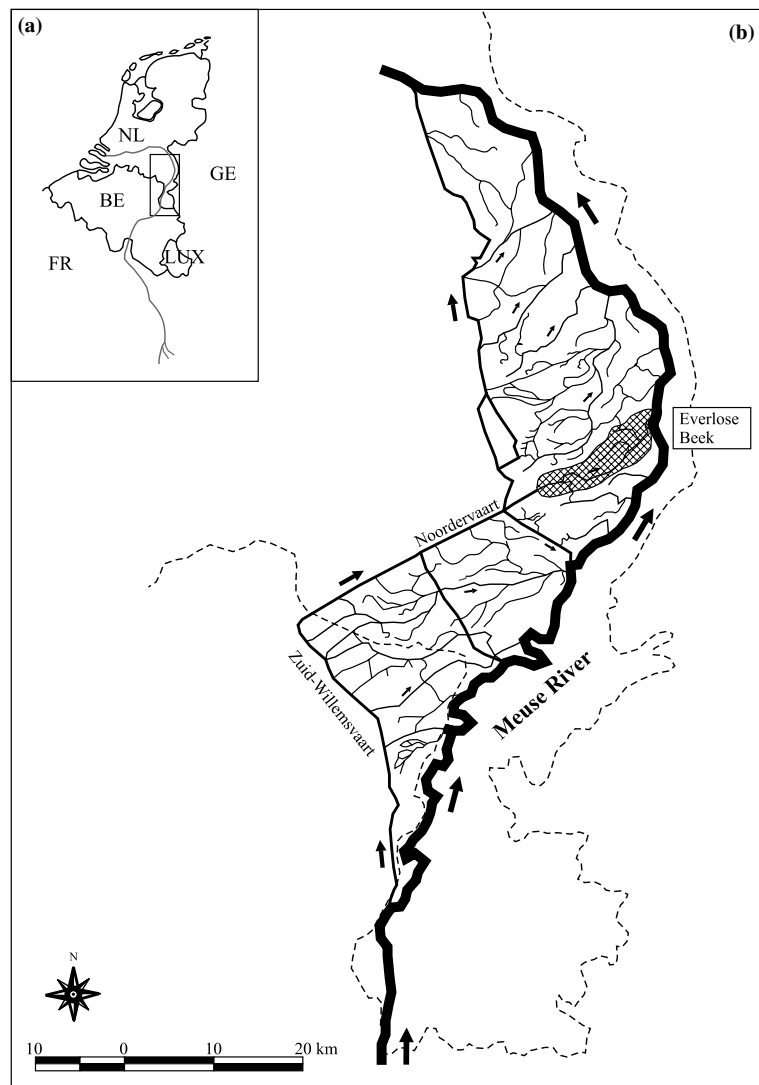 (a)
(b)
NL
GE
BE
FR
LUX
Everlose
Beek
Noordervaart
Zuid-Willemsvaart
Meuse River
N
10 0 10 20 km